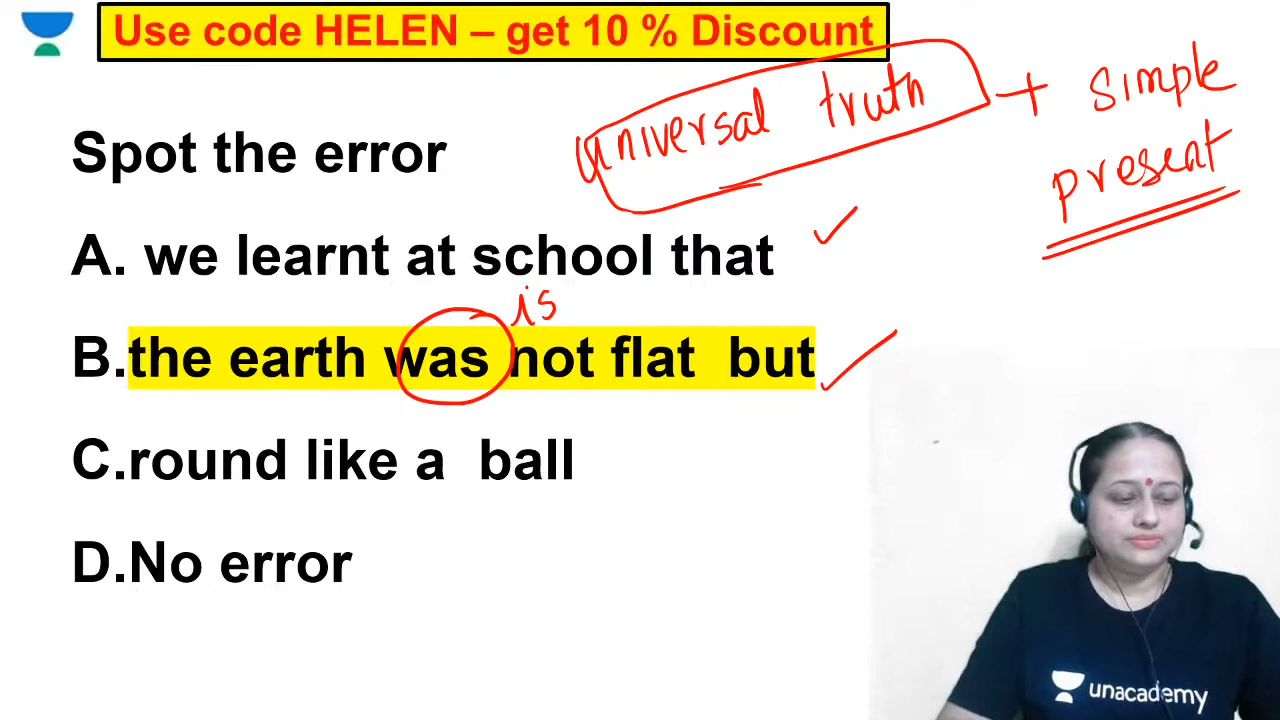 Use code HELEN – get 10 % Discount
universal truth + simple
present
Spot the error
A. we learnt at school that
is
B.the earth was not flat but
C.round like a ball
D.No error
unacademy